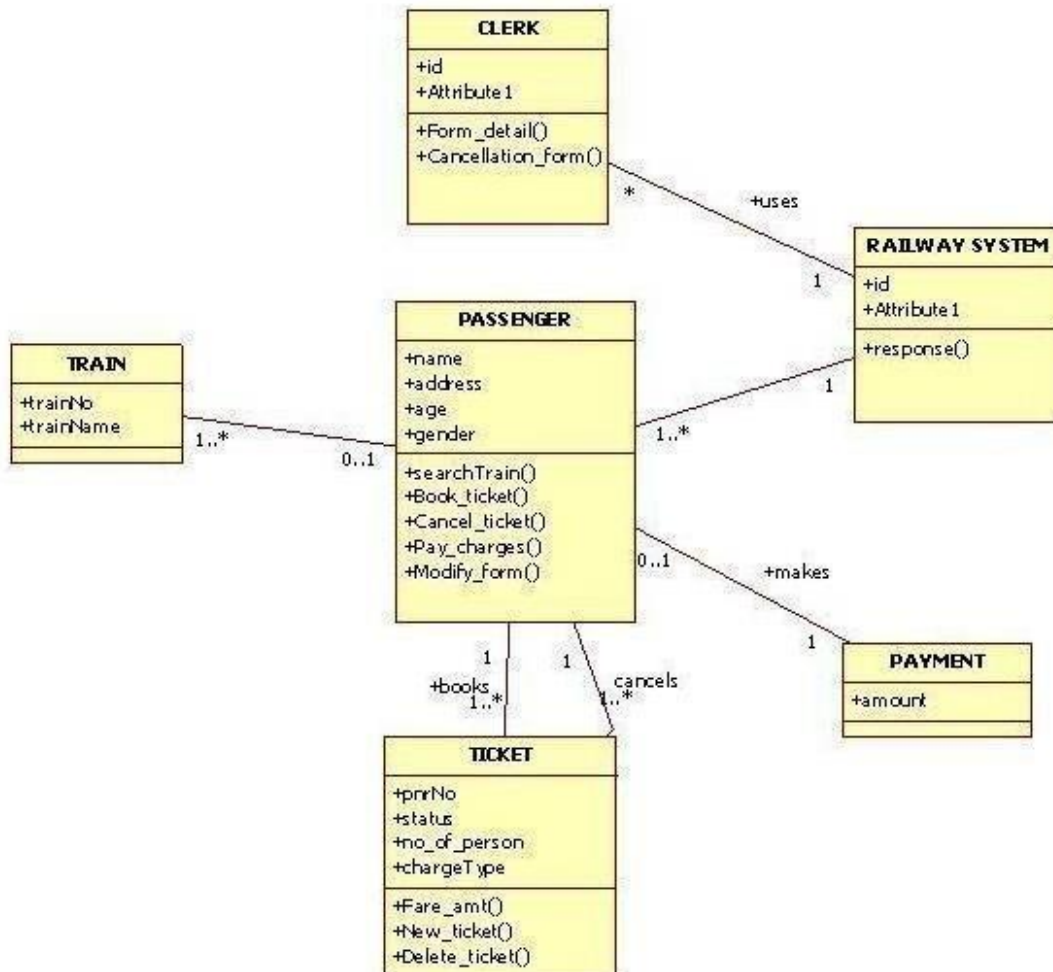 CLERK
+id
+Attribute1
+Form_detail()
+Cancellation_form()
*
+uses
1
RAILWAY SYSTEM
+id
+Attribute1
+response()
PASSENGER
+name
+address
+age
+gender
+searchTrain()
+Book_ticket()
+Cancel_ticket()
+Pay_charges()
+Modify_form()
TRAIN
+trainNo
+trainName
1..*
0..1
1
1..*
0..1
+makes
1
PAYMENT
+amount
1
+books
1..*
1
cancels
1..*
TICKET
+pnrNo
+status
+no_of_person
+chargeType
+Fare_amt()
+New_ticket()
+Delete_ticket()